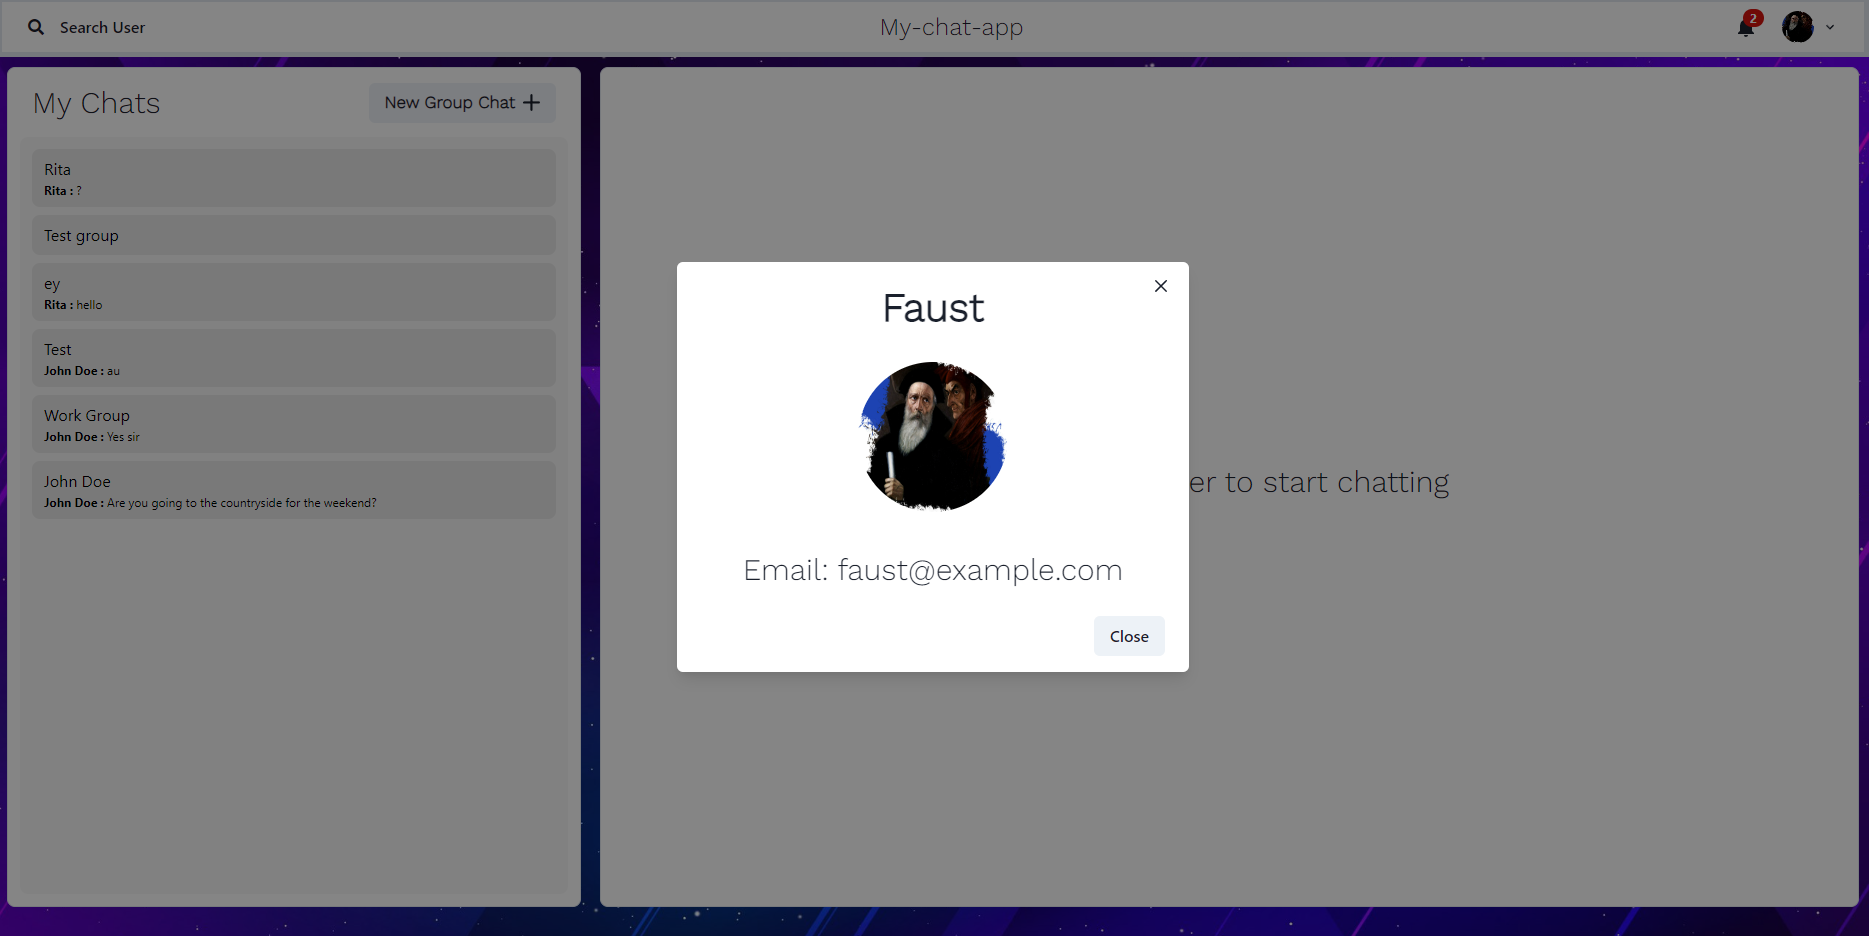 Search User
My-chat-app
2
My Chats
New Group Chat
Rita
Rita : ?
Test group
ey
Rita : hello
Test
John Doe : au
Work Group
John Doe : Yes sir
John Doe
John Doe : Are you going to the countryside for the weekend?
er to start chatting
Faust
Email: faust@example.com
Close